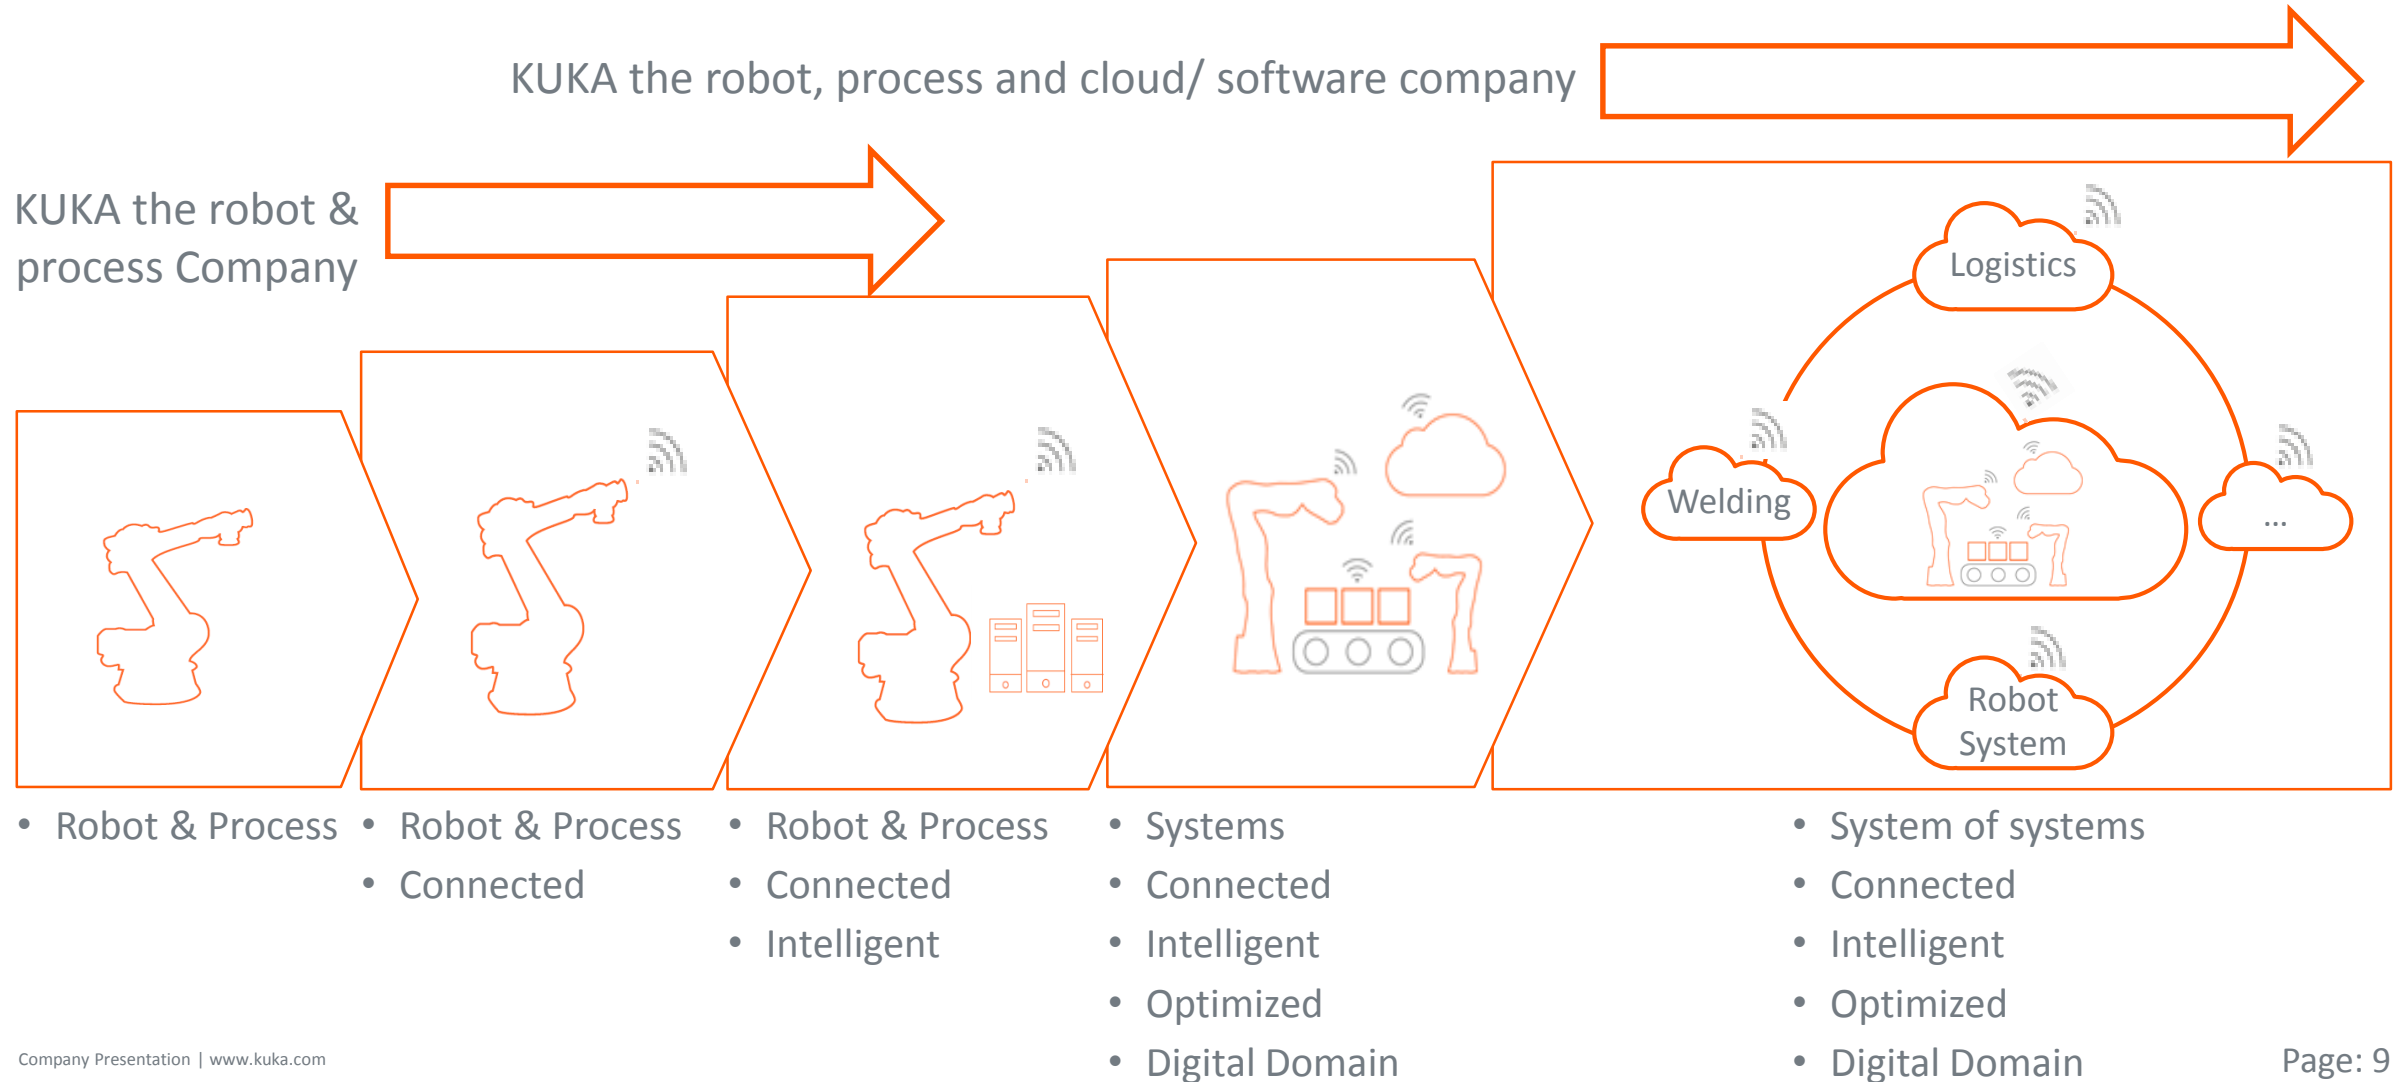 KUKA the robot, process and cloud/ software company
KUKA the robot &
process Company
Logistics
Welding
...
Robot
System
• Robot & Process
• Robot & Process
• Connected
• Robot & Process
• Connected
• Intelligent
• Systems
• Connected
• Intelligent
• Optimized
• Digital Domain
• System of systems
• Connected
• Intelligent
• Optimized
• Digital Domain
Company Presentation | www.kuka.com
Page: 9